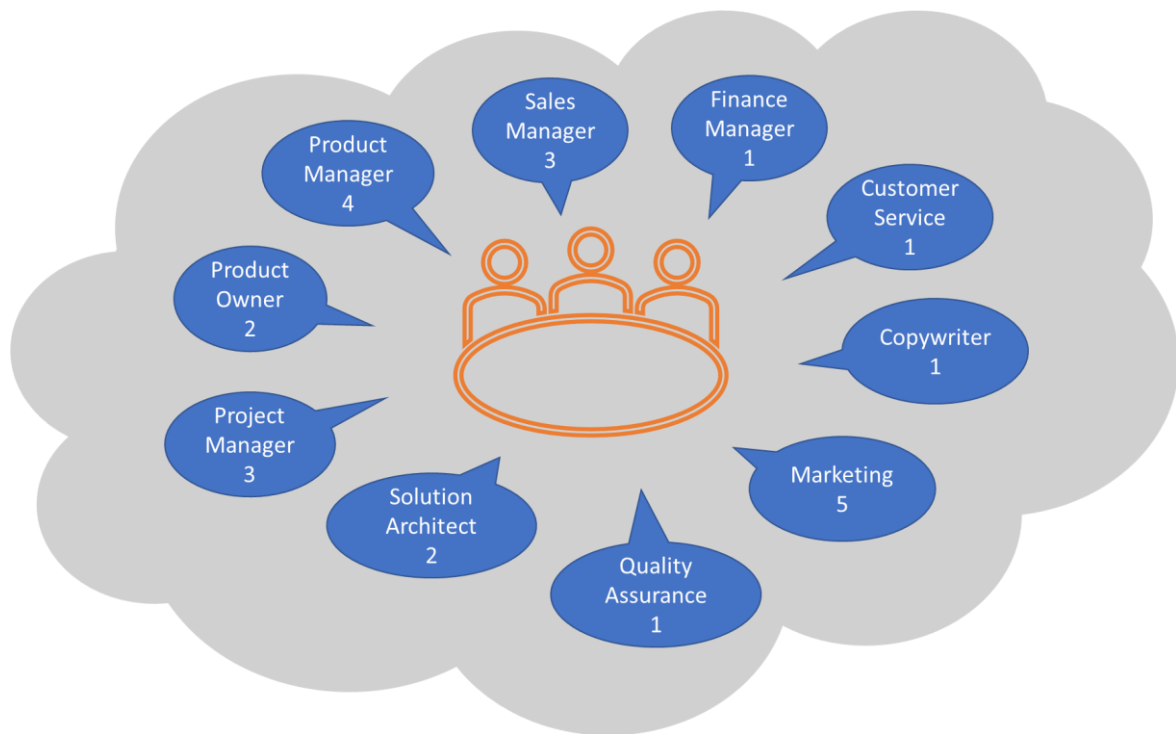 Sales
Manager
3
Finance
Manager
1
Product
Manager
4
Customer
Service
1
Product
Owner
2
Copywriter
1
Project
Manager
3
Marketing
5
Solution
Architect
2
Quality
Assurance
1